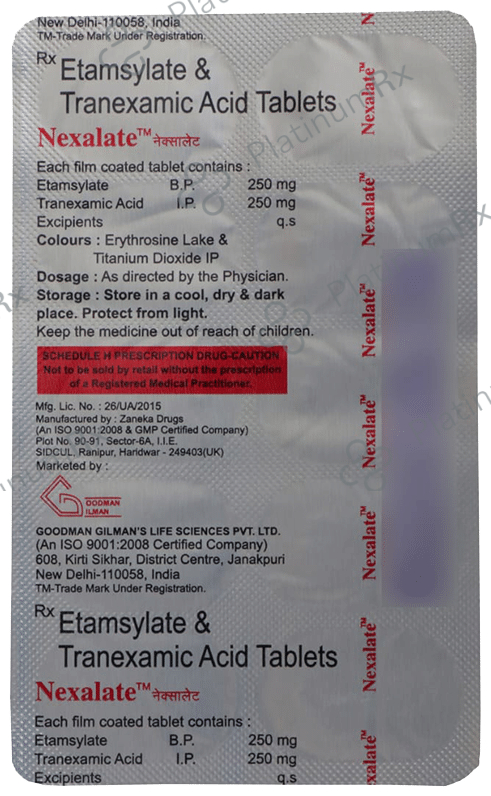 New Delhi-110058, India
TM-Trade Mark Under Registration.
Rx Etamsylate &
Tranexamic Acid Tablets
Nexalate™ नेक्सालेट
Each film coated tablet contains :
Etamsylate B.P. 250 mg
Tranexamic Acid I.P. 250 mg
Excipients q.s
Colours : Erythrosine Lake &
Titanium Dioxide IP
Dosage : As directed by the Physician.
Storage : Store in a cool, dry & dark
place. Protect from light.
Keep the medicine out of reach of children.
SCHEDULE H PRESCRIPTION DRUG-CAUTION
Not to be sold by retail without the prescription
of a Registered Medical Practitioner.
Mfg. Lic. No. : 26/UA/2015
Manufactured by : Zaneka Drugs
(An ISO 9001:2008 & GMP Certified Company)
Plot No. 90-91, Sector-6A, I.I.E.
SIDCUL, Ranipur, Haridwar - 249403(UK)
Marketed by :
GOODMAN
GILMAN
GOODMAN GILMAN'S LIFE SCIENCES PVT. LTD.
(An ISO 9001:2008 Certified Company)
608, Kirti Sikhar, District Centre, Janakpuri
New Delhi-110058, India
TM-Trade Mark Under Registration.
Rx Etamsylate &
Tranexamic Acid Tablets
Nexalate™ नेक्सालेट
Each film coated tablet contains :
Etamsylate B.P. 250 mg
Tranexamic Acid I.P. 250 mg
Excipients q.s
Nexalate™
Nexalate™
Nexalate™
Nexalate™
Nexalate™
Nexalate™
xalate™
PlatinumRx
PlatinumRx
Rx
Platinum